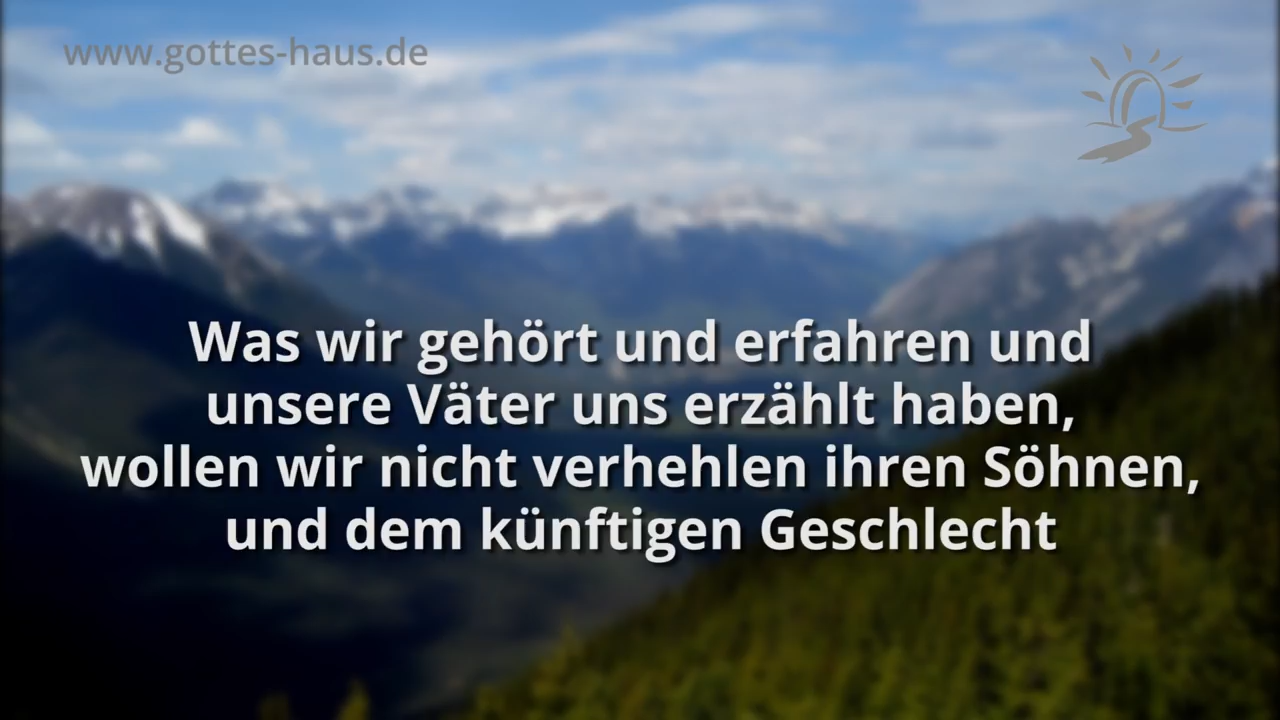 www.gottes-haus.de
Was wir gehört und erfahren und
unsere Väter uns erzählt haben,
wollen wir nicht verhehlen ihren Söhnen,
und dem künftigen Geschlecht